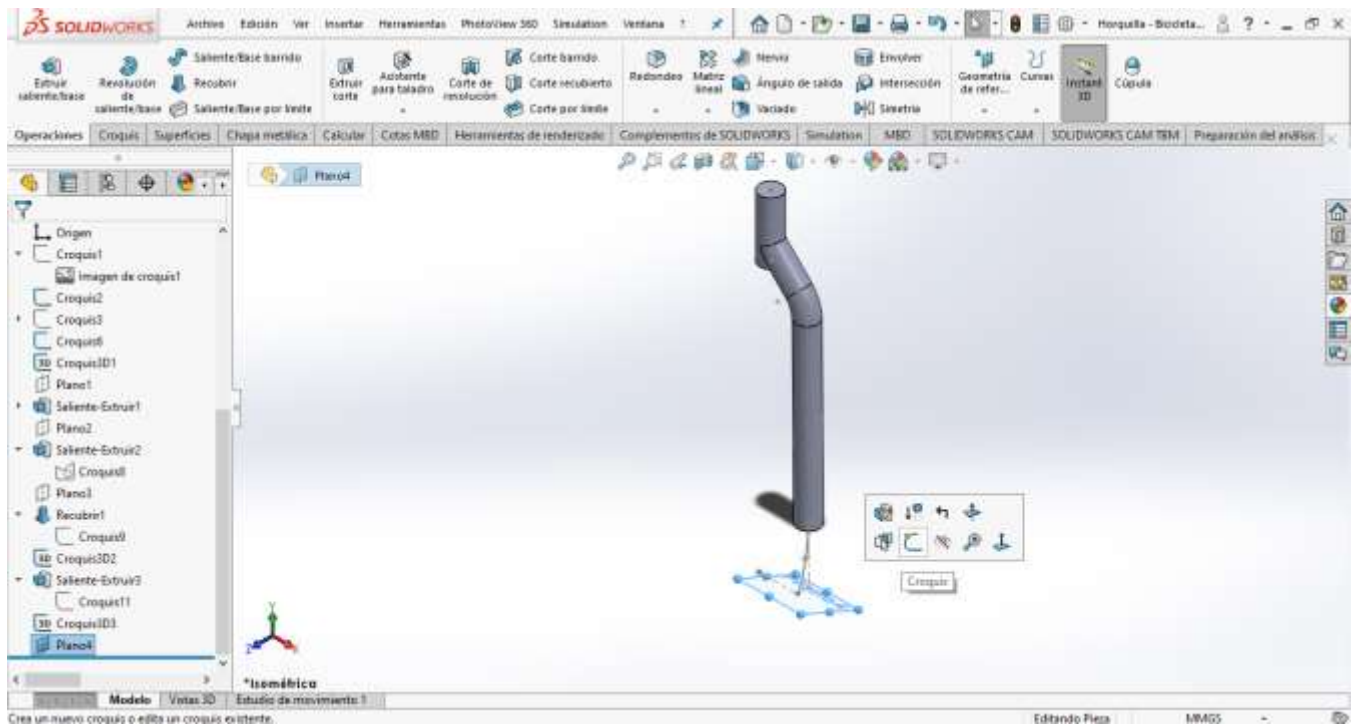 SOLIDWORKS
Archivo Edición Ver Insertar Herramientas PhotoView 360 Simulation Ventana ?
Horquilla - Bicicleta...
Extruir saliente/base
Revolución de saliente/base
Saliente/Base barrido
Recubrir
Saliente/Base por límite
Extruir corte
Asistente para taladro
Corte de revolución
Corte barrido
Corte recubierto
Corte por límite
Redondeo
Matriz lineal
Nervio
Ángulo de salida
Vaciado
Envolver
Intersección
Simetría
Geometría de refer...
Curvas
Instant 3D
Cúpula
Operaciones Croquis Superficies Chapa metálica Calcular Cotas MBD Herramientas de renderizado Complementos de SOLIDWORKS Simulation MBD SOLIDWORKS CAM SOLIDWORKS CAM TBM Preparación del análisis
Plano4
Origen
Croquis1
Imagen de croquis1
Croquis2
Croquis3
Croquis6
Croquis3D1
Plano1
Saliente-Extruir1
Plano2
Saliente-Extruir2
Croquis8
Plano3
Recubrir1
Croquis9
Croquis3D2
Saliente-Extruir3
Croquis11
Croquis3D3
Plano4
Croquis
Y
Z
X
*Isométrica
Modelo Vistas 3D Estudio de movimiento 1
Crea un nuevo croquis o edita un croquis existente.
Editando Pieza
MMGS